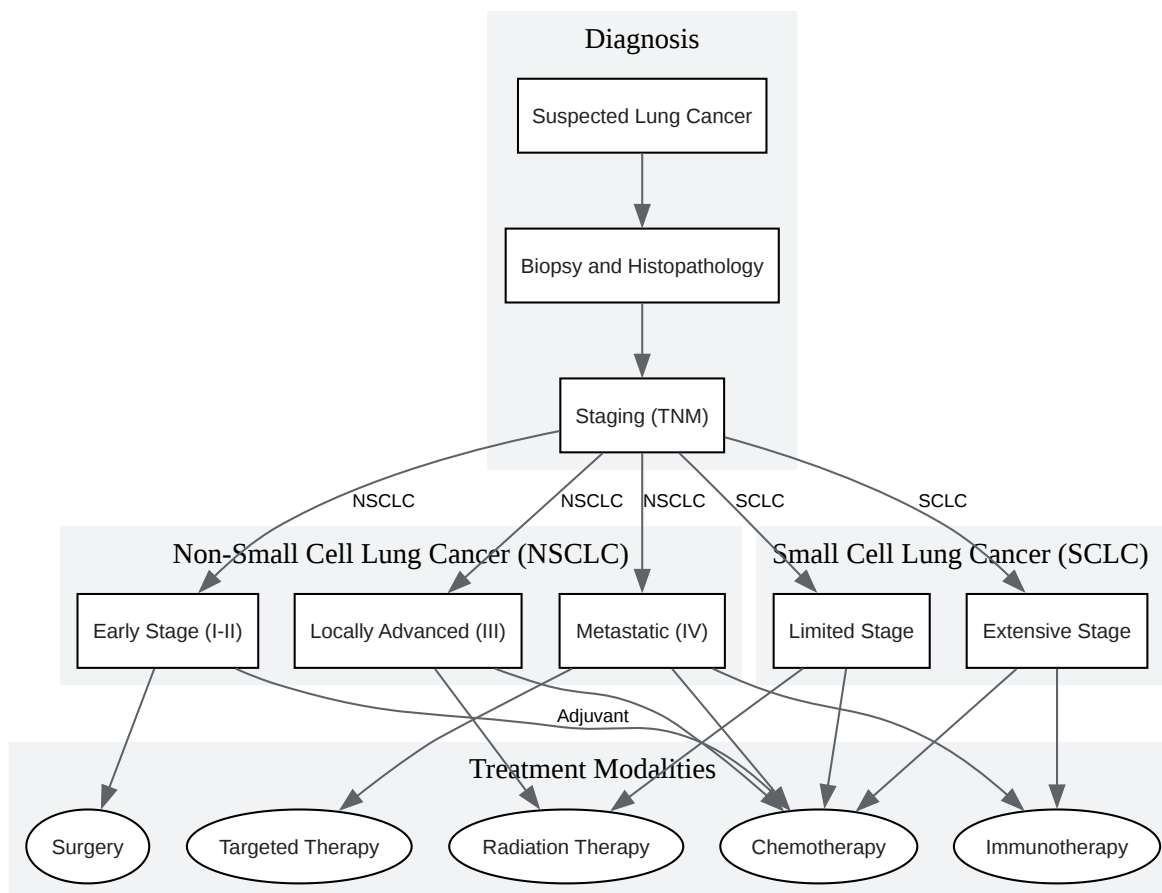 Diagnosis
Suspected Lung Cancer
Biopsy and Histopathology
Staging (TNM)
NSCLC
NSCLC
NSCLC
SCLC
SCLC
Non-Small Cell Lung Cancer (NSCLC)
Small Cell Lung Cancer (SCLC)
Early Stage (I-II)
Locally Advanced (III)
Metastatic (IV)
Limited Stage
Extensive Stage
Adjuvant
Treatment Modalities
Surgery
Targeted Therapy
Radiation Therapy
Chemotherapy
Immunotherapy